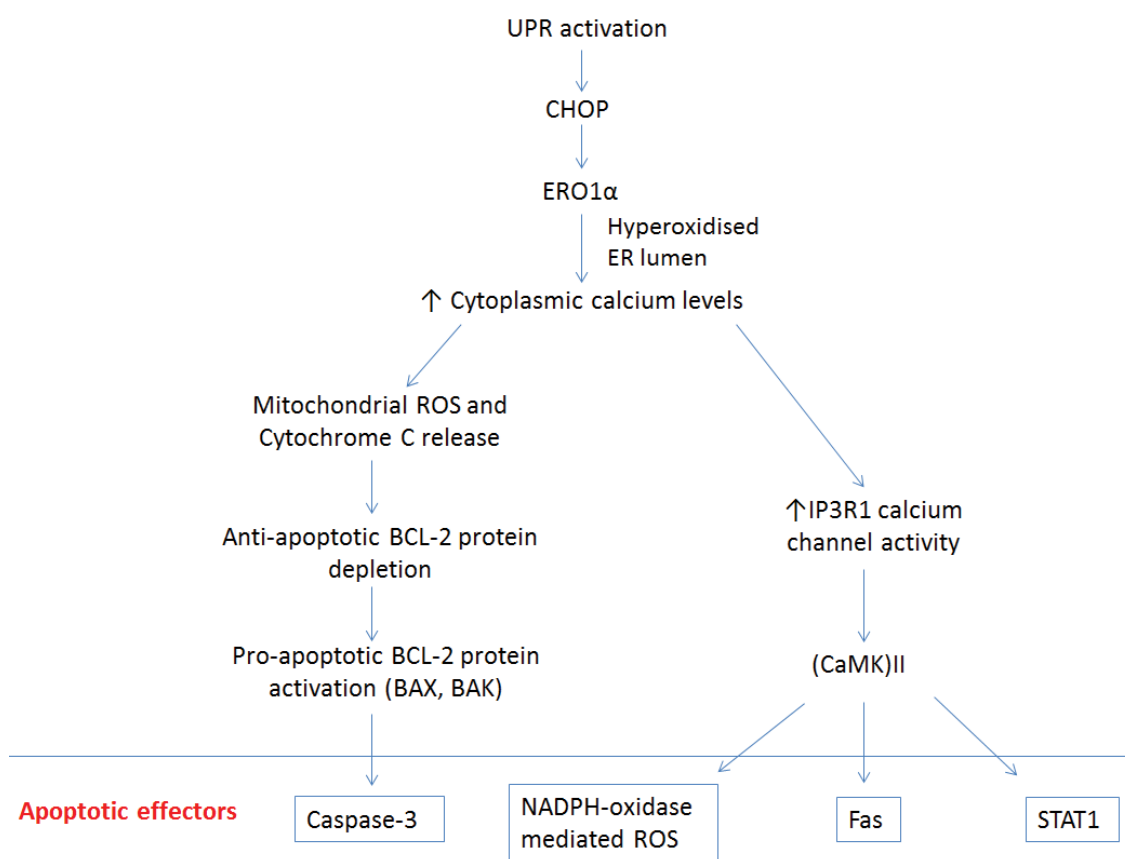 UPR activation
CHOP
ERO1α
Hyperoxidised
ER lumen
↑ Cytoplasmic calcium levels
Mitochondrial ROS and
Cytochrome C release
Anti-apoptotic BCL-2 protein
depletion
Pro-apoptotic BCL-2 protein
activation (BAX, BAK)
↑IP3R1 calcium
channel activity
(CaMK)II
Apoptotic effectors
Caspase-3
NADPH-oxidase
mediated ROS
Fas
STAT1